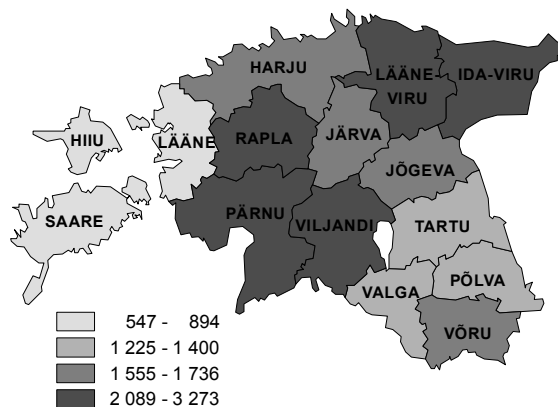 HARJU
LÄÄNE-
VIRU
IDA-VIRU
HIIU
LÄÄNE
RAPLA
JÄRVA
JÕGEVA
SAARE
PÄRNU
VILJANDI
TARTU
VALGA
PÕLVA
VÕRU
547 - 894
1 225 - 1 400
1 555 - 1 736
2 089 - 3 273